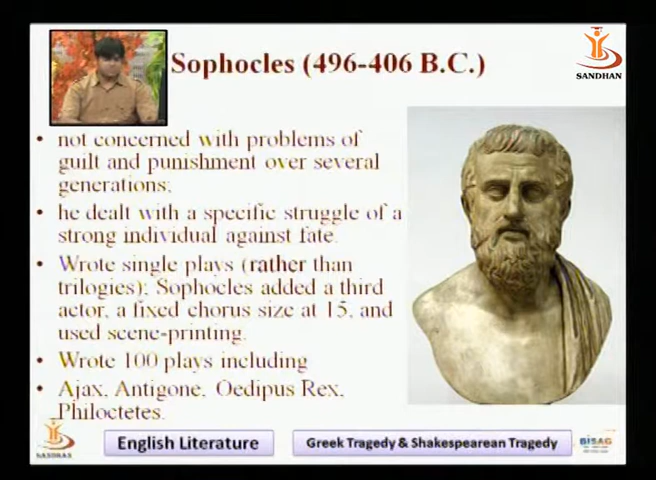 Sophocles (496-406 B.C.)
SANDHAN
• not concerned with problems of
guilt and punishment over several
generations;
• he dealt with a specific struggle of a
strong individual against fate.
• Wrote single plays (rather than
trilogies); Sophocles added a third
actor, a fixed chorus size at 15, and
used scene-printing.
• Wrote 100 plays including
• Ajax, Antigone, Oedipus Rex,
Philoctetes.
SANDHAN
English Literature
Greek Tragedy & Shakespearean Tragedy
BISAG